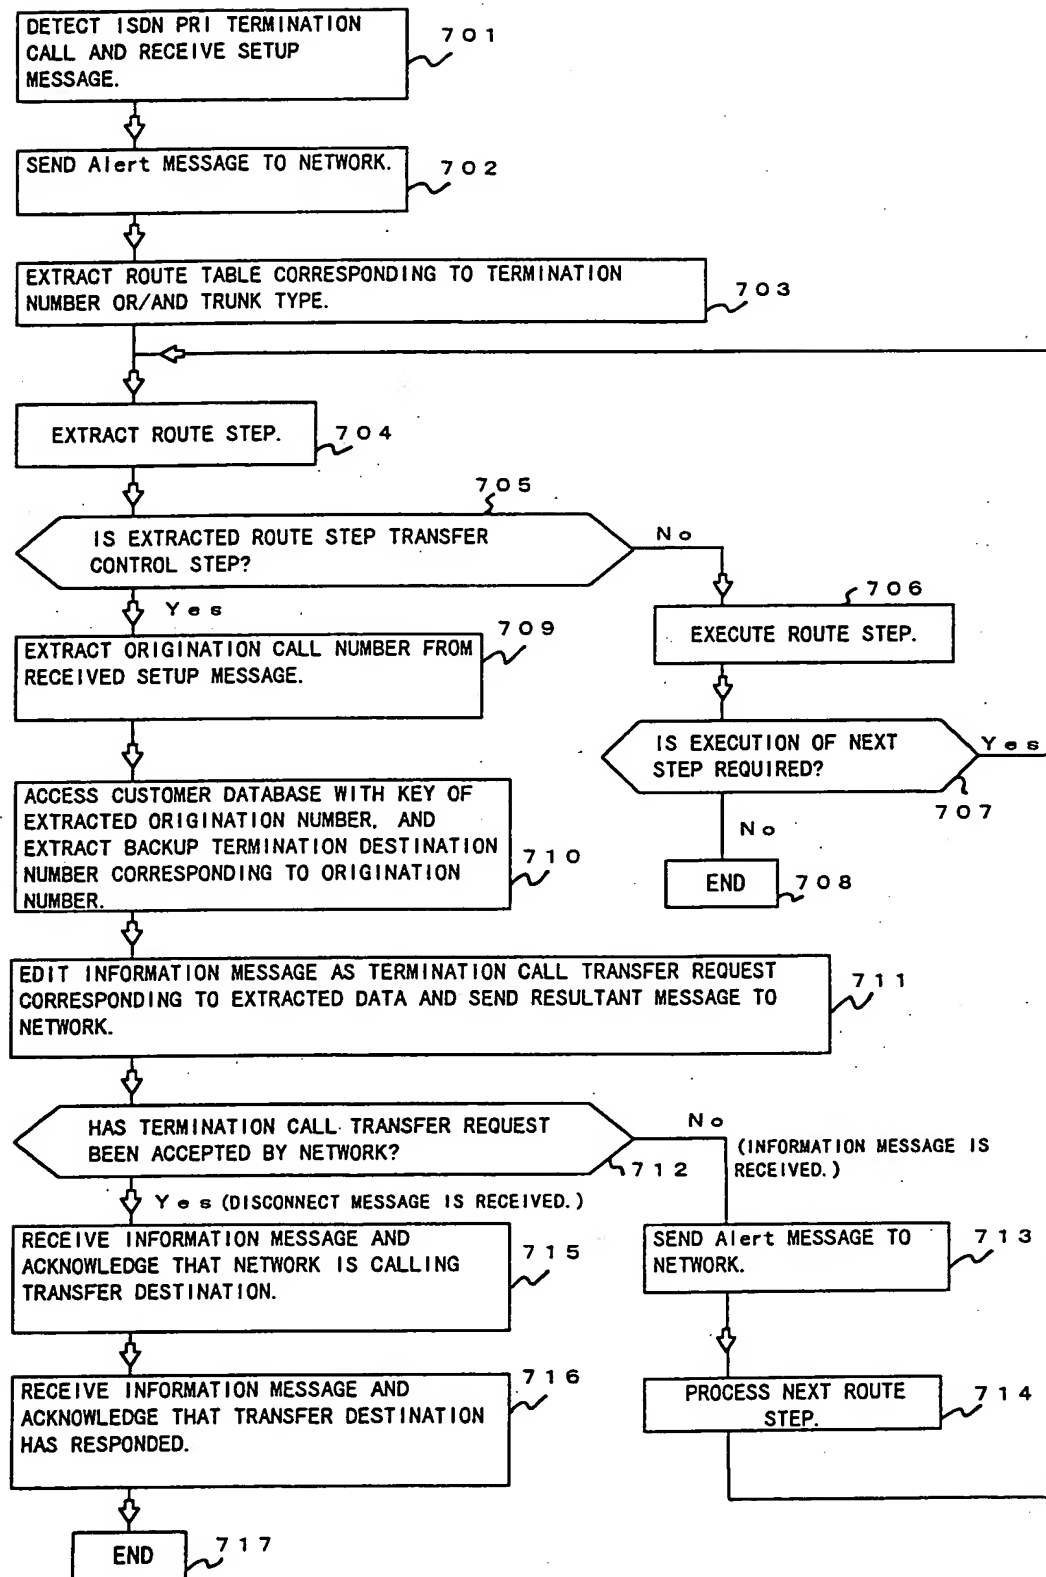 DETECT ISDN PRI TERMINATION
CALL AND RECEIVE SETUP
MESSAGE.
701
SEND Alert MESSAGE TO NETWORK.
702
EXTRACT ROUTE TABLE CORRESPONDING TO TERMINATION
NUMBER OR/AND TRUNK TYPE.
703
EXTRACT ROUTE STEP.
704
705
IS EXTRACTED ROUTE STEP TRANSFER
CONTROL STEP?
No
Yes
706
EXECUTE ROUTE STEP.
709
EXTRACT ORIGINATION CALL NUMBER FROM
RECEIVED SETUP MESSAGE.
IS EXECUTION OF NEXT
STEP REQUIRED?
Yes
707
No
END
708
ACCESS CUSTOMER DATABASE WITH KEY OF
EXTRACTED ORIGINATION NUMBER, AND
EXTRACT BACKUP TERMINATION DESTINATION
NUMBER CORRESPONDING TO ORIGINATION
NUMBER.
710
EDIT INFORMATION MESSAGE AS TERMINATION CALL TRANSFER REQUEST
CORRESPONDING TO EXTRACTED DATA AND SEND RESULTANT MESSAGE TO
NETWORK.
711
HAS TERMINATION CALL TRANSFER REQUEST
BEEN ACCEPTED BY NETWORK?
712
No
(INFORMATION MESSAGE IS
RECEIVED.)
Yes (DISCONNECT MESSAGE IS RECEIVED.)
RECEIVE INFORMATION MESSAGE AND
ACKNOWLEDGE THAT NETWORK IS CALLING
TRANSFER DESTINATION.
715
SEND Alert MESSAGE TO
NETWORK.
713
RECEIVE INFORMATION MESSAGE AND
ACKNOWLEDGE THAT TRANSFER DESTINATION
HAS RESPONDED.
716
PROCESS NEXT ROUTE
STEP.
714
END
717